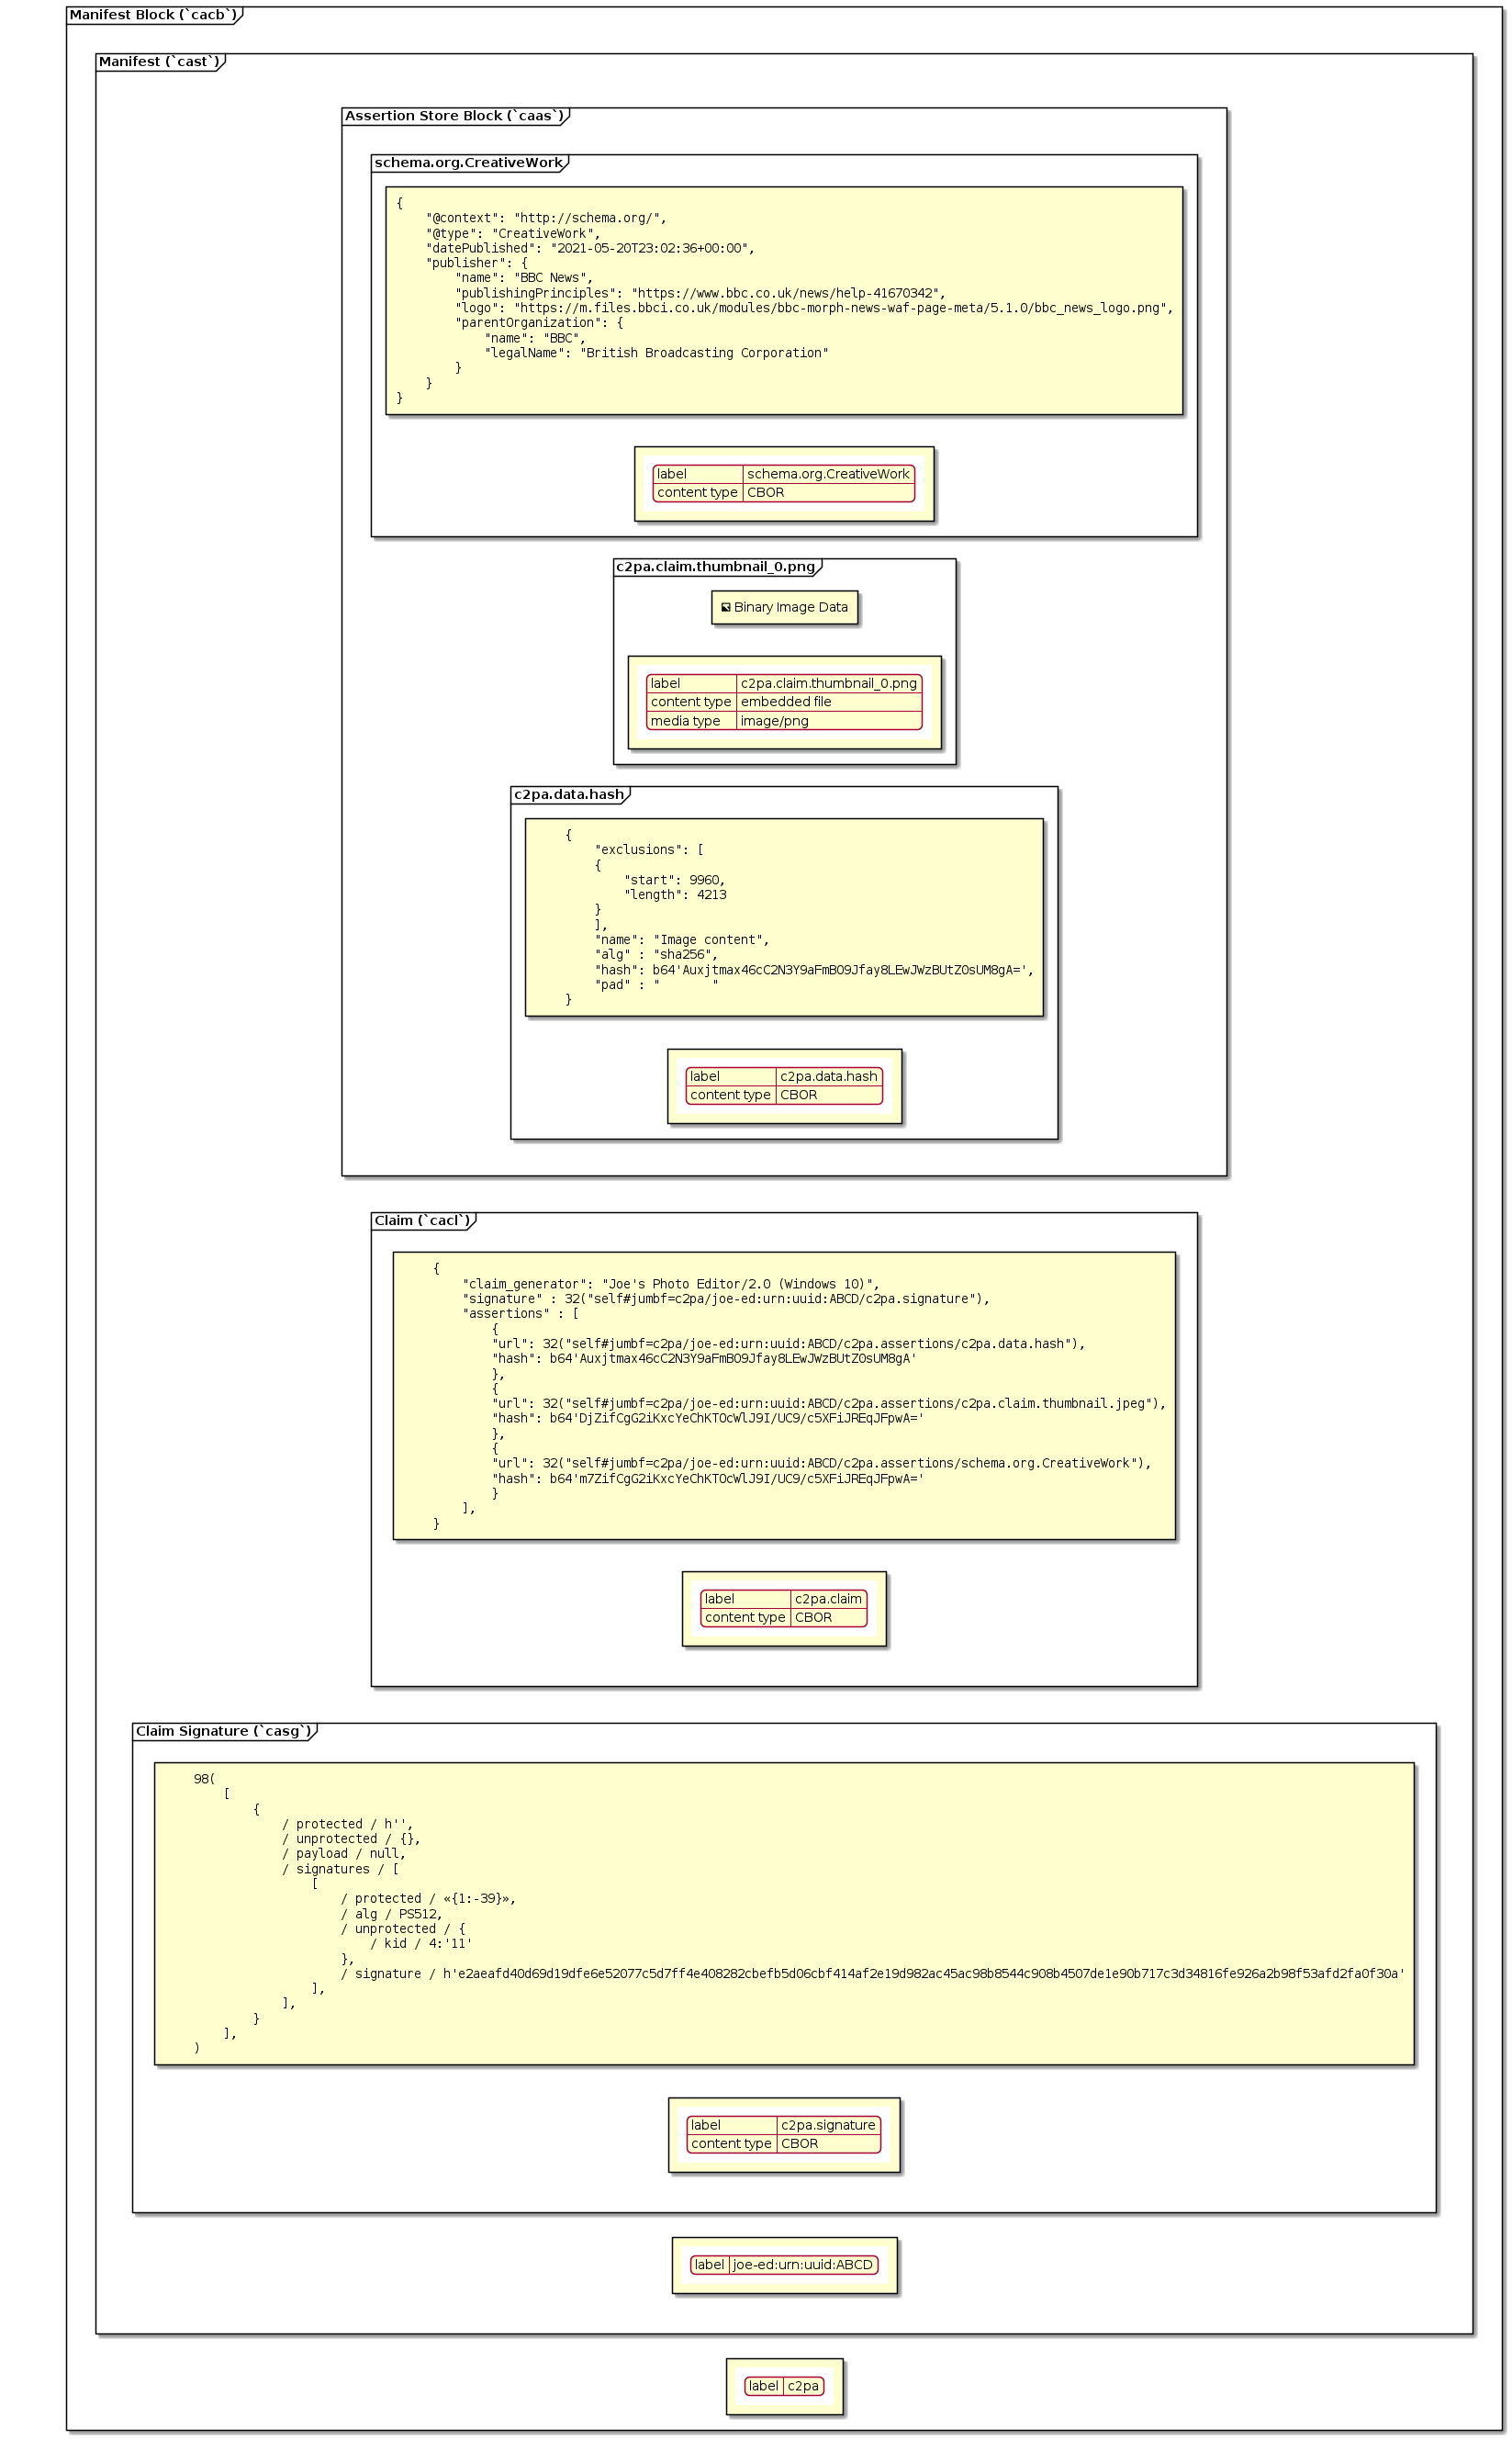 Manifest Block (`cacb`)
Manifest (`cast`)
Assertion Store Block (`caas`)
schema.org.CreativeWork
{
"@context": "http://schema.org/",
"@type": "CreativeWork",
"datePublished": "2021-05-20T23:02:36+00:00",
"publisher": {
"name": "BBC News",
"publishingPrinciples": "https://www.bbc.co.uk/news/help-41670342",
"logo": "https://m.files.bbci.co.uk/modules/bbc-morph-news-waf-page-meta/5.1.0/bbc_news_logo.png",
"parentOrganization": {
"name": "BBC",
"legalName": "British Broadcasting Corporation"
}
}
}
label schema.org.CreativeWork
content type CBOR
c2pa.claim.thumbnail_0.png
Binary Image Data
label c2pa.claim.thumbnail_0.png
content type embedded file
media type image/png
c2pa.data.hash
{
"exclusions": [
{
"start": 9960,
"length": 4213
}
],
"name": "Image content",
"alg" : "sha256",
"hash": b64'Auxjtmax46cC2N3Y9aFmBO9Jfay8LEwJWzBUtZ0sUM8gA=',
"pad" : "       "
}
label c2pa.data.hash
content type CBOR
Claim (`cacl`)
{
"claim_generator": "Joe's Photo Editor/2.0 (Windows 10)",
"signature" : 32("self#jumbf=c2pa/joe-ed:urn:uuid:ABCD/c2pa.signature"),
"assertions" : [
{
"url": 32("self#jumbf=c2pa/joe-ed:urn:uuid:ABCD/c2pa.assertions/c2pa.data.hash"),
"hash": b64'Auxjtmax46cC2N3Y9aFmBO9Jfay8LEwJWzBUtZ0sUM8gA'
},
{
"url": 32("self#jumbf=c2pa/joe-ed:urn:uuid:ABCD/c2pa.assertions/c2pa.claim.thumbnail.jpeg"),
"hash": b64'DjZifCgG2iKxcYeChKTOcWlJ9I/UC9/c5XFiJREqJFpwA='
},
{
"url": 32("self#jumbf=c2pa/joe-ed:urn:uuid:ABCD/c2pa.assertions/schema.org.CreativeWork"),
"hash": b64'm7ZifCgG2iKxcYeChKTOcWlJ9I/UC9/c5XFiJREqJFpwA='
}
],
}
label c2pa.claim
content type CBOR
Claim Signature (`casg`)
98(
[
{
/ protected / h'',
/ unprotected / {},
/ payload / null,
/ signatures / [
[
/ protected / «{1:-39}»,
/ alg / PS512,
/ unprotected / {
/ kid / 4:'11'
},
/ signature / h'e2aeafd40d69d19dfe6e52077c5d7ff4e408282cbefb5d06cbf414af2e19d982ac45ac98b8544c908b4507de1e90b717c3d34816fe926a2b98f53afd2fa0f30a'
],
],
}
],
)
label c2pa.signature
content type CBOR
label joe-ed:urn:uuid:ABCD
label c2pa